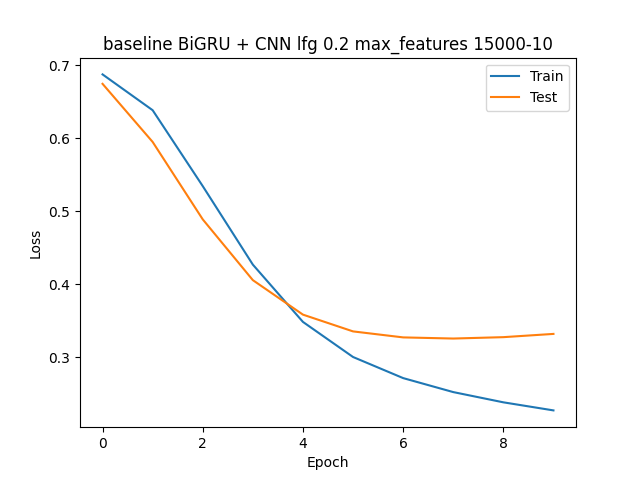 baseline BiGRU + CNN lfg 0.2 max_features 15000-10
Train
Test
Loss
0.7
0.6
0.5
0.4
0.3
0 2 4 6 8
Epoch